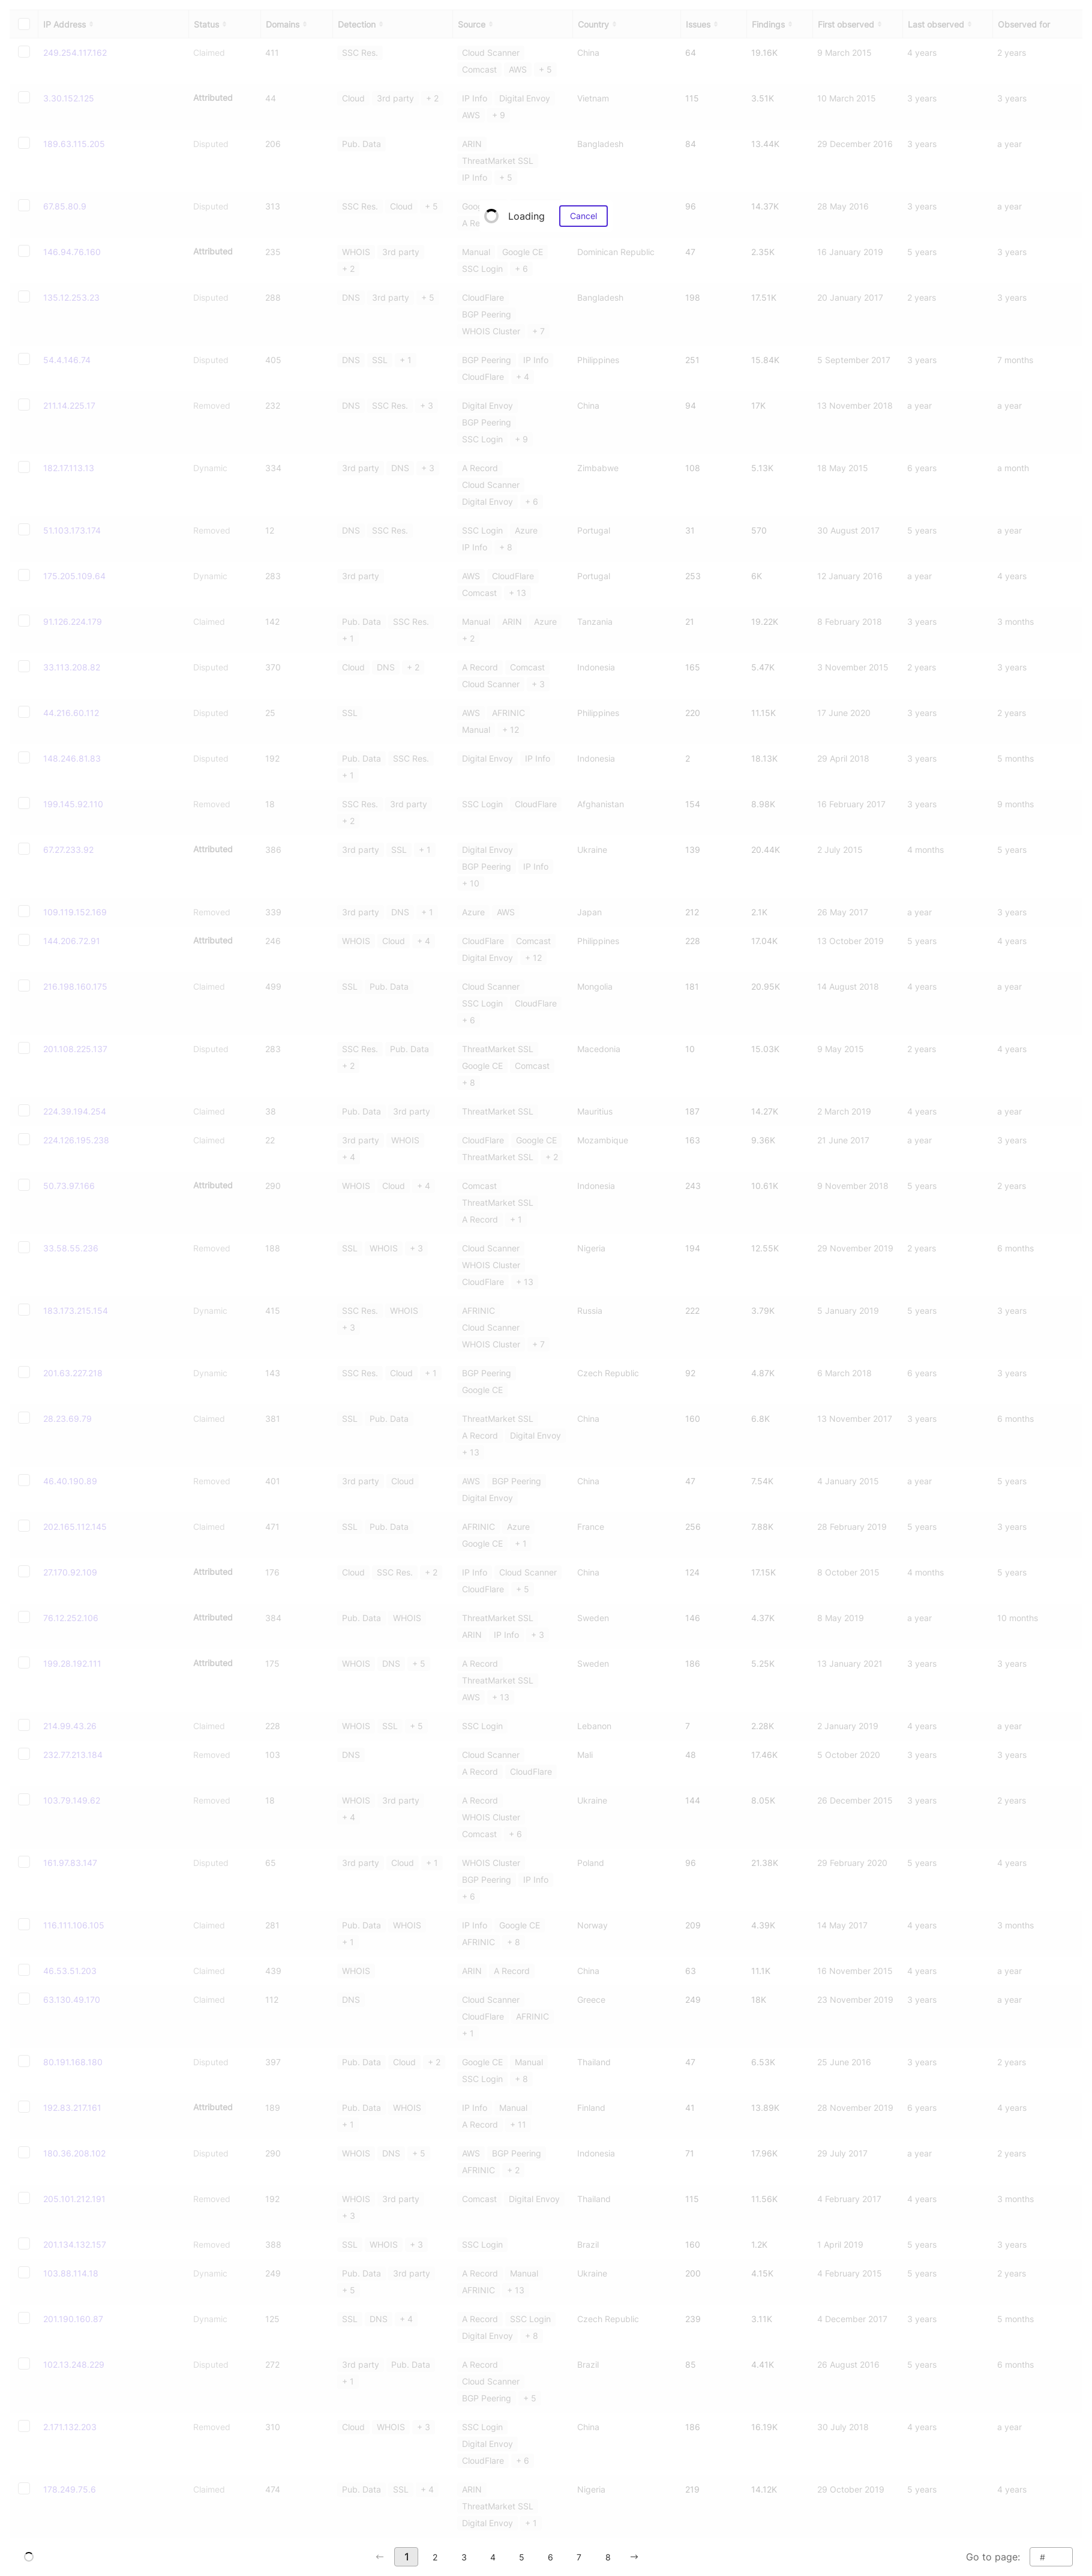 IP Address Status Domains Detection Source Country Issues Findings First observed Last observed Observed for
249.254.117.162 Claimed 411 SSC Res. Cloud Scanner China 64 19.16K 9 March 2015 4 years 2 years
Comcast AWS + 5
3.30.152.125 Attributed 44 Cloud 3rd party + 2 IP Info Digital Envoy Vietnam 115 3.51K 10 March 2015 3 years 3 years
AWS + 9
189.63.115.205 Disputed 206 Pub. Data ARIN Bangladesh 84 13.44K 29 December 2016 3 years a year
ThreatMarket SSL
IP Info + 5
67.85.80.9 Disputed 313 SSC Res. Cloud + 5 Goo 96 14.37K 28 May 2016 3 years a year
Loading Cancel
A Re
146.94.76.160 Attributed 235 WHOIS 3rd party Manual Google CE Dominican Republic 47 2.35K 16 January 2019 5 years 3 years
+ 2 SSC Login + 6
135.12.253.23 Disputed 288 DNS 3rd party + 5 CloudFlare Bangladesh 198 17.51K 20 January 2017 2 years 3 years
BGP Peering
WHOIS Cluster + 7
54.4.146.74 Disputed 405 DNS SSL + 1 BGP Peering IP Info Philippines 251 15.84K 5 September 2017 3 years 7 months
CloudFlare + 4
211.14.225.17 Removed 232 DNS SSC Res. + 3 Digital Envoy China 94 17K 13 November 2018 a year a year
BGP Peering
SSC Login + 9
182.17.113.13 Dynamic 334 3rd party DNS + 3 A Record Zimbabwe 108 5.13K 18 May 2015 6 years a month
Cloud Scanner
Digital Envoy + 6
51.103.173.174 Removed 12 DNS SSC Res. SSC Login Azure Portugal 31 570 30 August 2017 5 years a year
IP Info + 8
175.205.109.64 Dynamic 283 3rd party AWS CloudFlare Portugal 253 6K 12 January 2016 a year 4 years
Comcast + 13
91.126.224.179 Claimed 142 Pub. Data SSC Res. Manual ARIN Azure Tanzania 21 19.22K 8 February 2018 3 years 3 months
+ 1 + 2
33.113.208.82 Disputed 370 Cloud DNS + 2 A Record Comcast Indonesia 165 5.47K 3 November 2015 2 years 3 years
Cloud Scanner + 3
44.216.60.112 Disputed 25 SSL AWS AFRINIC Philippines 220 11.15K 17 June 2020 3 years 2 years
Manual + 12
148.246.81.63 Disputed 192 Pub. Data SSC Res. Digital Envoy IP Info Indonesia 2 18.13K 29 April 2018 3 years 5 months
+ 1
199.145.92.110 Removed 18 SSC Res. 3rd party SSC Login CloudFlare Afghanistan 154 8.98K 16 February 2017 3 years 9 months
+ 2
67.27.233.92 Attributed 386 3rd party SSL + 1 Digital Envoy Ukraine 139 20.44K 2 July 2015 4 months 5 years
BGP Peering IP Info
+ 10
109.119.152.169 Removed 339 3rd party DNS + 1 Azure AWS Japan 212 2.1K 26 May 2017 a year 3 years
144.206.72.91 Attributed 246 WHOIS Cloud + 4 CloudFlare Comcast Philippines 228 17.04K 13 October 2019 5 years 4 years
Digital Envoy + 12
216.198.160.175 Claimed 499 SSL Pub. Data Cloud Scanner Mongolia 181 20.95K 14 August 2018 4 years a year
SSC Login CloudFlare
+ 6
201.108.225.137 Disputed 283 SSC Res. Pub. Data ThreatMarket SSL Macedonia 10 15.03K 9 May 2015 2 years 4 years
+ 2 Google CE Comcast
+ 8
224.39.194.254 Claimed 38 Pub. Data 3rd party ThreatMarket SSL Mauritius 187 14.27K 2 March 2019 4 years a year
224.126.195.238 Claimed 22 3rd party WHOIS CloudFlare Google CE Mozambique 163 9.36K 21 June 2017 a year 3 years
+ 4 ThreatMarket SSL + 2
50.73.97.166 Attributed 290 WHOIS Cloud + 4 Comcast Indonesia 243 10.61K 9 November 2018 5 years 2 years
ThreatMarket SSL
A Record + 1
33.58.55.236 Removed 188 SSL WHOIS + 3 Cloud Scanner Nigeria 194 12.55K 29 November 2019 2 years 6 months
WHOIS Cluster
CloudFlare + 13
183.173.215.154 Dynamic 415 SSC Res. WHOIS AFRINIC Russia 222 3.79K 5 January 2019 5 years 3 years
+ 3 Cloud Scanner
WHOIS Cluster + 7
201.63.227.218 Dynamic 143 SSC Res. Cloud + 1 BGP Peering Czech Republic 92 4.87K 6 March 2018 6 years 3 years
Google CE
28.23.69.79 Claimed 381 SSL Pub. Data ThreatMarket SSL China 160 6.8K 13 November 2017 3 years 6 months
A Record Digital Envoy
+ 13
46.40.190.89 Removed 401 3rd party Cloud AWS BGP Peering China 47 7.54K 4 January 2015 a year 5 years
Digital Envoy
202.165.112.145 Claimed 471 SSL Pub. Data AFRINIC Azure France 256 7.88K 28 February 2019 5 years 3 years
Google CE + 1
27.170.92.109 Attributed 176 Cloud SSC Res. + 2 IP Info Cloud Scanner China 124 17.15K 8 October 2015 4 months 5 years
CloudFlare + 5
76.12.252.106 Attributed 384 Pub. Data WHOIS ThreatMarket SSL Sweden 146 4.37K 8 May 2019 a year 10 months
ARIN IP Info + 3
199.28.192.111 Attributed 175 WHOIS DNS + 5 A Record Sweden 186 5.25K 13 January 2021 3 years 3 years
ThreatMarket SSL
AWS + 13
214.99.43.26 Claimed 228 WHOIS SSL + 5 SSC Login Lebanon 7 2.28K 2 January 2019 4 years a year
232.77.213.184 Removed 103 DNS Cloud Scanner Mali 48 17.46K 5 October 2020 3 years 3 years
A Record CloudFlare
103.79.149.62 Removed 18 WHOIS 3rd party A Record Ukraine 144 8.05K 26 December 2015 3 years 2 years
+ 4 WHOIS Cluster
Comcast + 6
161.97.83.147 Disputed 65 3rd party Cloud + 1 WHOIS Cluster Poland 96 21.38K 29 February 2020 5 years 4 years
BGP Peering IP Info
+ 6
116.111.106.105 Claimed 281 Pub. Data WHOIS IP Info Google CE Norway 209 4.39K 14 May 2017 4 years 3 months
+ 1 AFRINIC + 8
46.53.51.203 Claimed 439 WHOIS ARIN A Record China 63 11.1K 16 November 2015 4 years a year
63.130.49.170 Claimed 112 DNS Cloud Scanner Greece 249 18K 23 November 2019 3 years a year
CloudFlare AFRINIC
+ 1
80.191.168.180 Disputed 397 Pub. Data Cloud + 2 Google CE Manual Thailand 47 6.53K 25 June 2016 3 years 2 years
SSC Login + 8
192.83.217.161 Attributed 189 Pub. Data WHOIS IP Info Manual Finland 41 13.89K 28 November 2019 6 years 4 years
+ 1 A Record + 11
180.36.208.102 Disputed 290 WHOIS DNS + 5 AWS BGP Peering Indonesia 71 17.96K 29 July 2017 a year 2 years
AFRINIC + 2
205.101.212.191 Removed 192 WHOIS 3rd party Comcast Digital Envoy Thailand 115 11.56K 4 February 2017 4 years 3 months
+ 3
201.134.132.157 Removed 388 SSL WHOIS + 3 SSC Login Brazil 160 1.2K 1 April 2019 5 years 3 years
103.88.114.18 Dynamic 249 Pub. Data 3rd party A Record Manual Ukraine 200 4.15K 4 February 2015 5 years 2 years
+ 5 AFRINIC + 13
201.190.160.87 Dynamic 125 SSL DNS + 4 A Record SSC Login Czech Republic 239 3.11K 4 December 2017 3 years 5 months
Digital Envoy + 8
102.13.248.229 Disputed 272 3rd party Pub. Data A Record Brazil 85 4.41K 26 August 2016 5 years 6 months
+ 1 Cloud Scanner
BGP Peering + 5
2.171.132.203 Removed 310 Cloud WHOIS + 3 SSC Login China 186 16.19K 30 July 2018 4 years a year
Digital Envoy
CloudFlare + 6
178.249.75.6 Claimed 474 Pub. Data SSL + 4 ARIN Nigeria 219 14.12K 29 October 2019 5 years 4 years
ThreatMarket SSL
Digital Envoy + 1
← 1 2 3 4 5 6 7 8 → Go to page: #